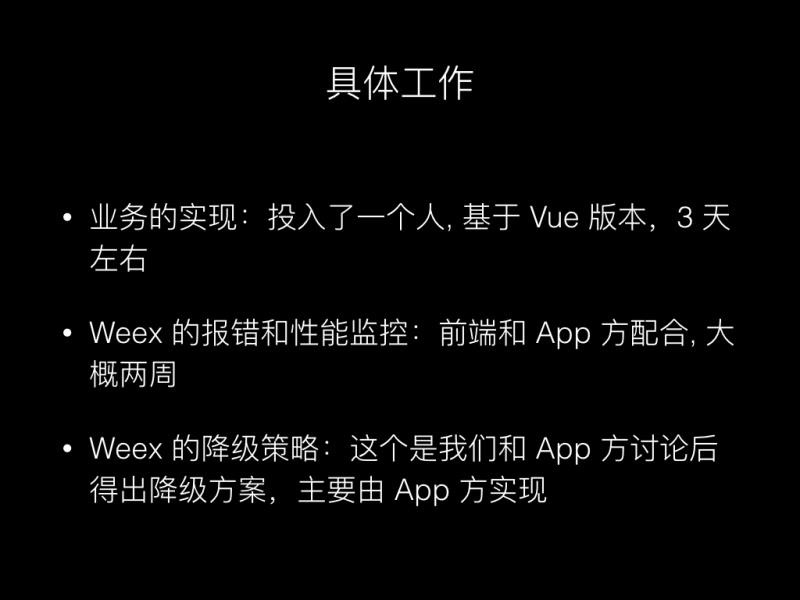 具体工作
• 业务的实现：投入了一个人, 基于 Vue 版本，3 天
左右
• Weex 的报错和性能监控：前端和 App 方配合, 大
概两周
• Weex 的降级策略：这个是我们和 App 方讨论后
得出降级方案，主要由 App 方实现